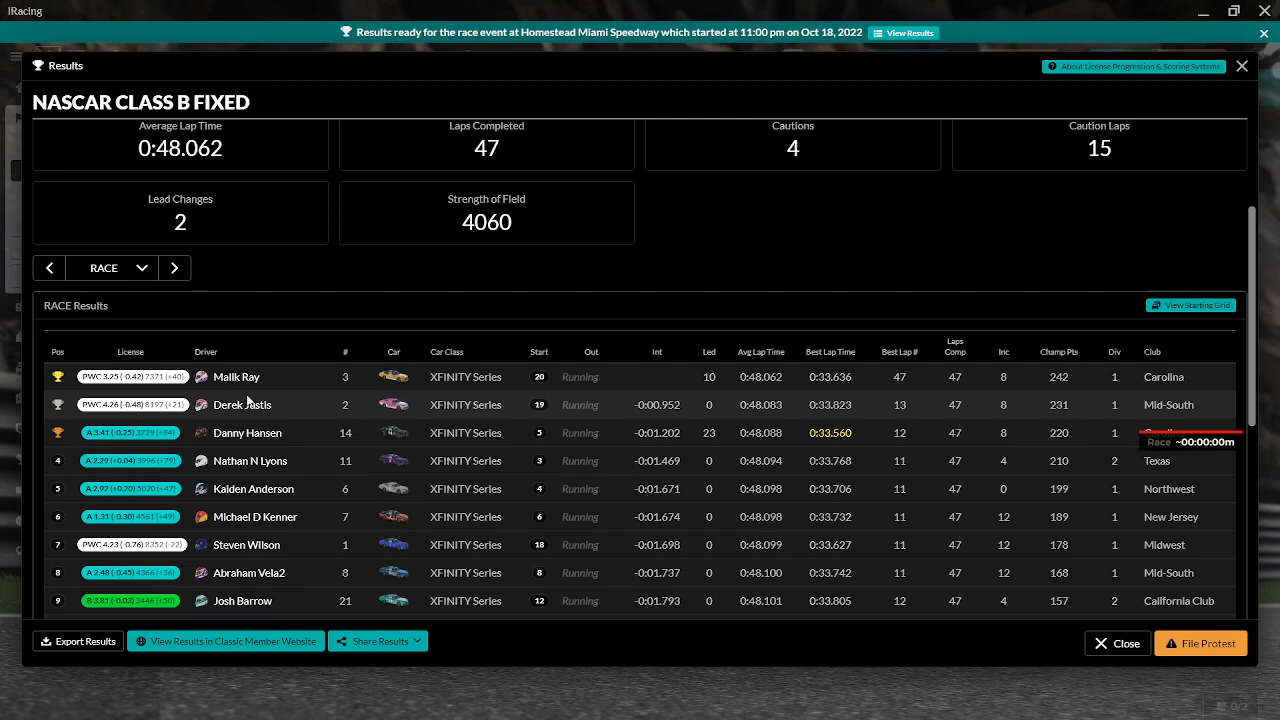 iRacing
Results ready for the race event at Homestead Miami Speedway which started at 11:00 pm on Oct 18, 2022 View Results
Results About License Progression & Scoring Systems
NASCAR CLASS B FIXED
Average Lap Time Laps Completed Cautions Caution Laps
0:48.062 47 4 15
Lead Changes Strength of Field
2 4060
RACE
RACE Results View Starting Grid
Pos License Driver # Car Car Class Start Out Int Led Avg Lap Time Best Lap Time Best Lap # Laps Comp Inc Champ Pts Div Club
PWC 3.25 (-0.42) 7371 (+40) Malik Ray 3 XFINITY Series 20 Running 10 0:48.062 0:33.636 47 47 8 242 1 Carolina
PWC 4.26 (-0.48) 8197 (+21) Derek Justis 2 XFINITY Series 19 Running -0:00.952 0 0:48.083 0:33.823 13 47 8 231 1 Mid-South
A 3.41 (-0.25) 3729 (+94) Danny Hansen 14 XFINITY Series 5 Running -0:01.202 23 0:48.088 0:33.560 12 47 8 220 1
Race ~00:00:00m
4 A 2.29 (+0.04) 3996 (+79) Nathan N Lyons 11 XFINITY Series 3 Running -0:01.469 0 0:48.094 0:33.768 11 47 4 210 2 Texas
5 A 2.92 (+0.20) 5020 (+47) Kalden Anderson 6 XFINITY Series 4 Running -0:01.671 0 0:48.098 0:33.706 11 47 0 199 1 Northwest
6 A 1.31 (-0.30) 4561 (+49) Michael D Kenner 7 XFINITY Series 6 Running -0:01.674 0 0:48.098 0:33.732 11 47 12 189 1 New Jersey
7 PWC 4.23 (-0.76) 8352 (-22) Steven Wilson 1 XFINITY Series 18 Running -0:01.698 0 0:48.099 0:33.627 11 47 12 178 1 Midwest
8 A 2.48 (-0.45) 4366 (+36) Abraham Vela2 8 XFINITY Series 8 Running -0:01.737 0 0:48.100 0:33.742 11 47 12 168 1 Mid-South
9 B 3.81 (-0.03) 3446 (+50) Josh Barrow 21 XFINITY Series 12 Running -0:01.793 0 0:48.101 0:33.805 12 47 4 157 2 California Club
Export Results View Results in Classic Member Website Share Results Close File Protest
0/2